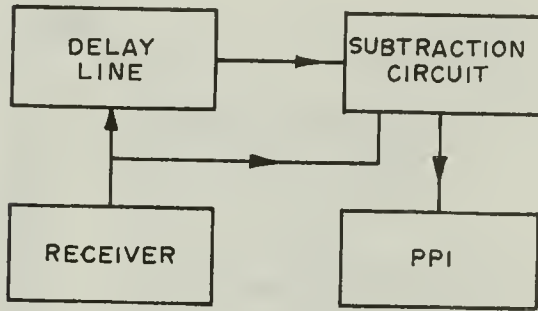 DELAY
LINE
SUBTRACTION
CIRCUIT
RECEIVER
PPI